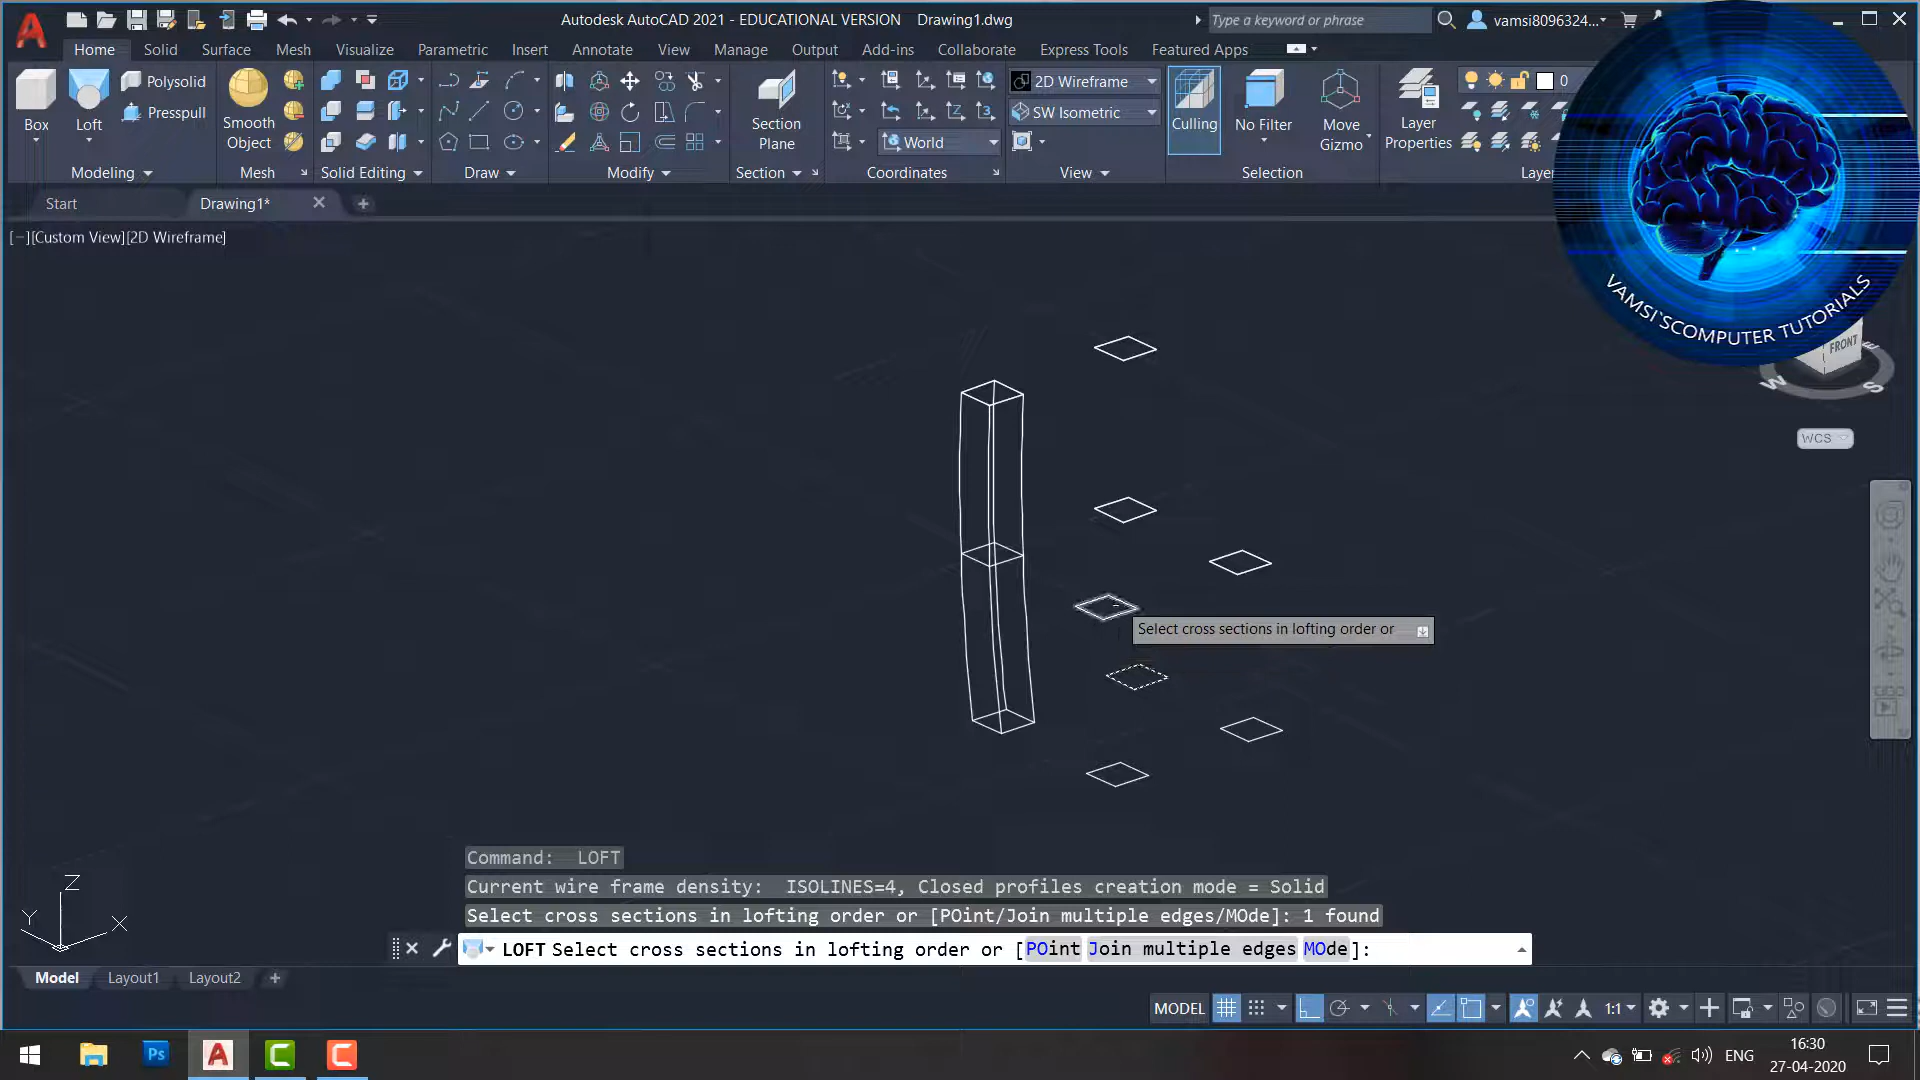 Autodesk AutoCAD 2021 - EDUCATIONAL VERSION Drawing1.dwg
Type a keyword or phrase
vamsi8096324...
Home Solid Surface Mesh Visualize Parametric Insert Annotate View Manage Output Add-ins Collaborate Express Tools Featured Apps
Box
Loft
Polysolid
Presspull
Smooth
Object
Section
Plane
World
2D Wireframe
SW Isometric
Culling
No Filter
Move
Gizmo
Layer
Properties
0
Modeling Mesh Solid Editing Draw Modify Section Coordinates View Selection
Start Drawing1*
[−][Custom View][2D Wireframe]
VAMSI`SCOMPUTER TUTORIALS
FRONT
W
S
WCS
Select cross sections in lofting order or
Z
Y
X
Command: LOFT
Current wire frame density: ISOLINES=4, Closed profiles creation mode = Solid
Select cross sections in lofting order or [POint/Join multiple edges/MOde]: 1 found
LOFT Select cross sections in lofting order or [POint Join multiple edges MOde]:
Model Layout1 Layout2
MODEL
1:1
Ps
ENG
16:30
27-04-2020